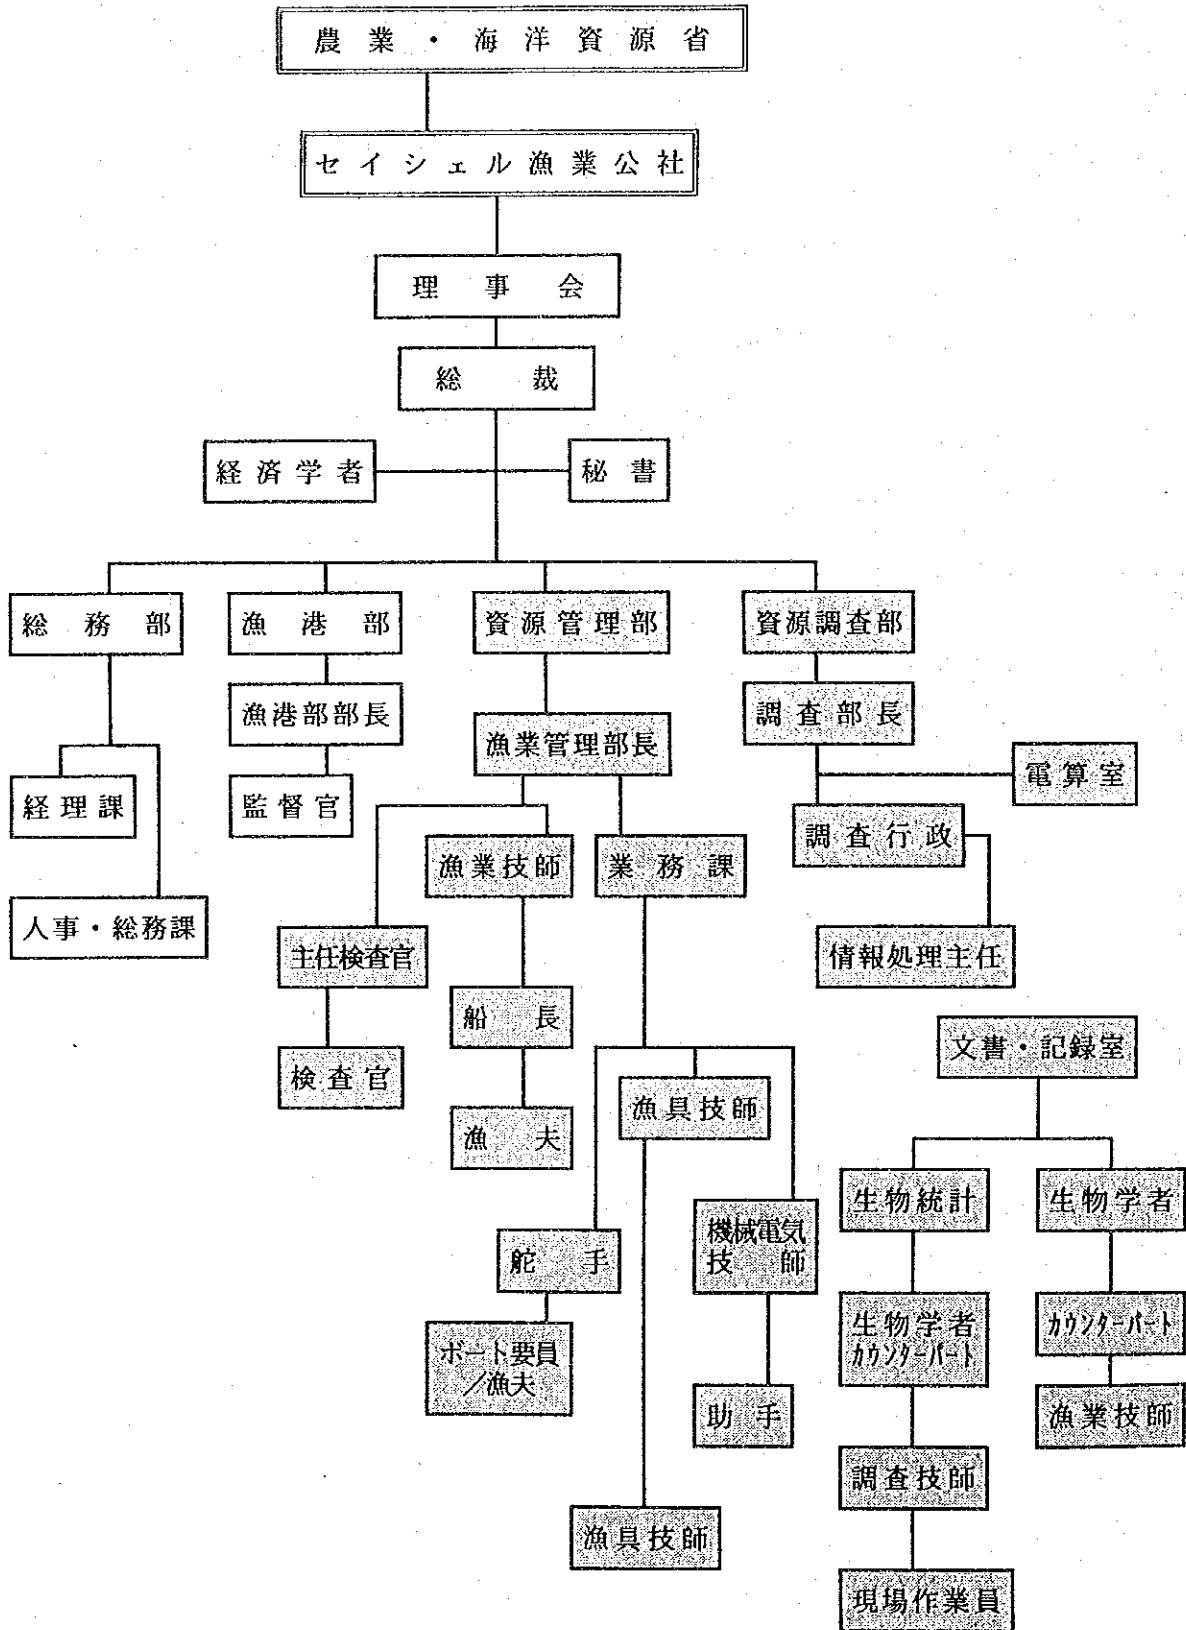 農業・海洋資源省
セイシェル漁業公社
理事会
総裁
経済学者
秘書
総務部
漁港部
資源管理部
資源調査部
漁港部部長
調査部長
漁業管理部長
電算室
経理課
監督官
調査行政
漁業技師
業務課
人事・総務課
主任検査官
情報処理主任
船長
文書・記録室
検査官
漁具技師
漁夫
生物統計
生物学者
機械電気
技師
舵手
生物学者
カウンターパート
カウンターパート
ボート要員
/漁夫
助手
漁業技師
調査技師
漁具技師
現場作業員